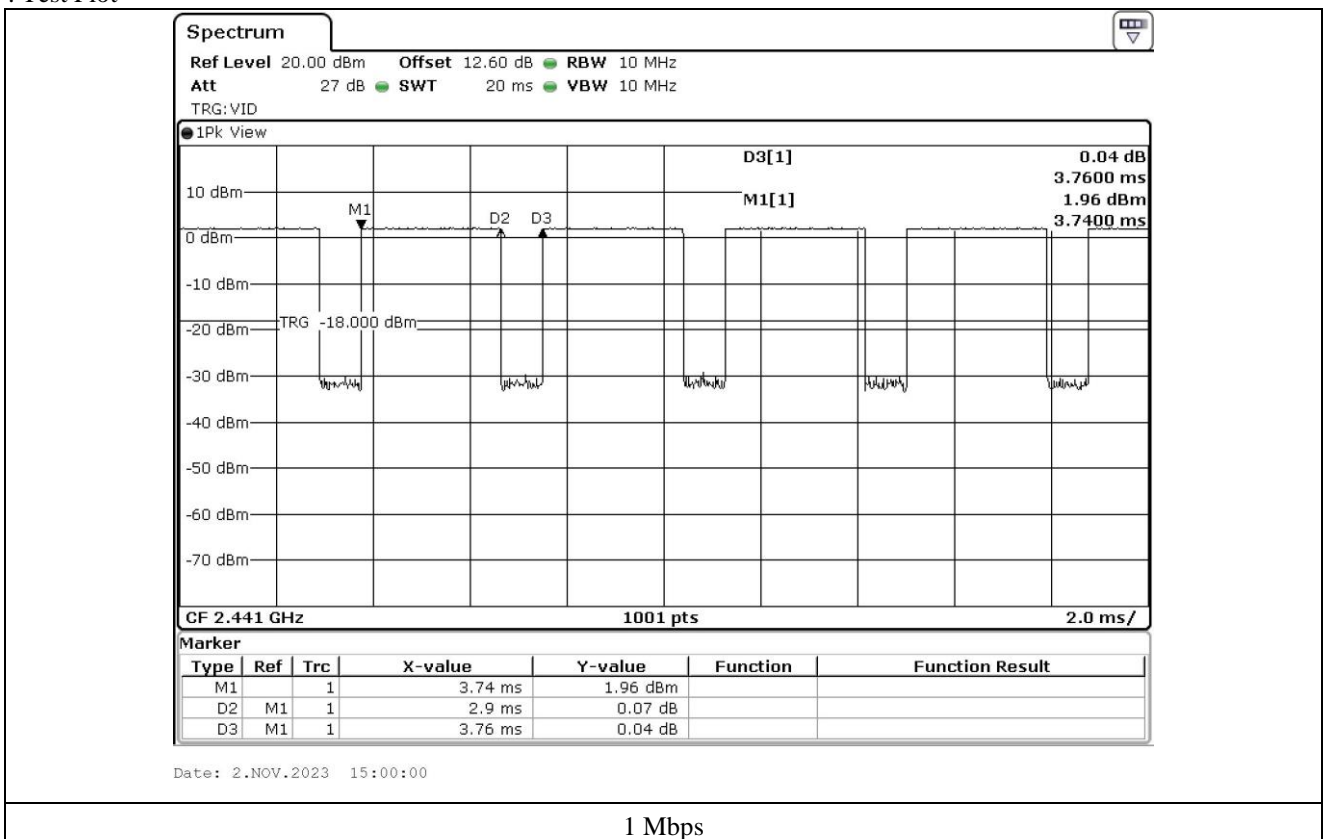 Spectrum
Ref Level 20.00 dBm Offset 12.60 dB RBW 10 MHz
Att 27 dB SWT 20 ms VBW 10 MHz
TRG:VID
1Pk View
D3[1] 0.04 dB
3.7600 ms
10 dBm
M1[1] 1.96 dBm
3.7400 ms
M1
D2 D3
0 dBm
-10 dBm
TRG -18.000 dBm
-20 dBm
-30 dBm
-40 dBm
-50 dBm
-60 dBm
-70 dBm
CF 2.441 GHz 1001 pts 2.0 ms/
Marker
Type Ref Trc X-value Y-value Function Function Result
M1 1 3.74 ms 1.96 dBm
D2 M1 1 2.9 ms 0.07 dB
D3 M1 1 3.76 ms 0.04 dB
Date: 2.NOV.2023 15:00:00
1 Mbps